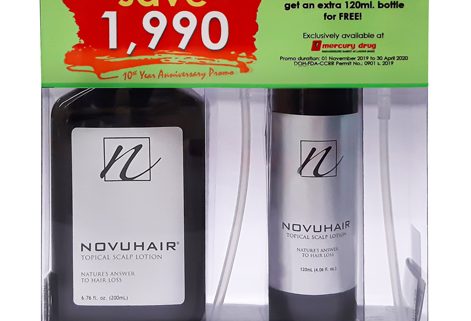 save
1,990
10th Year Anniversary Promo
get an extra 120ml. bottle
for FREE!
Exclusively available at
mercury drug
Promo duration: 01 November 2019 to 30 April 2020
DOH-FDA-CCRR Permit No.: 0901 s. 2019
n
NOVUHAIR®
TOPICAL SCALP LOTION
NATURE'S ANSWER
TO HAIR LOSS
6.76 fl. oz. (200mL)
n
NOVUHAIR
TOPICAL SCALP LOTION
NATURE'S ANSWER
TO HAIR LOSS
120mL (4.06 fl. oz.)